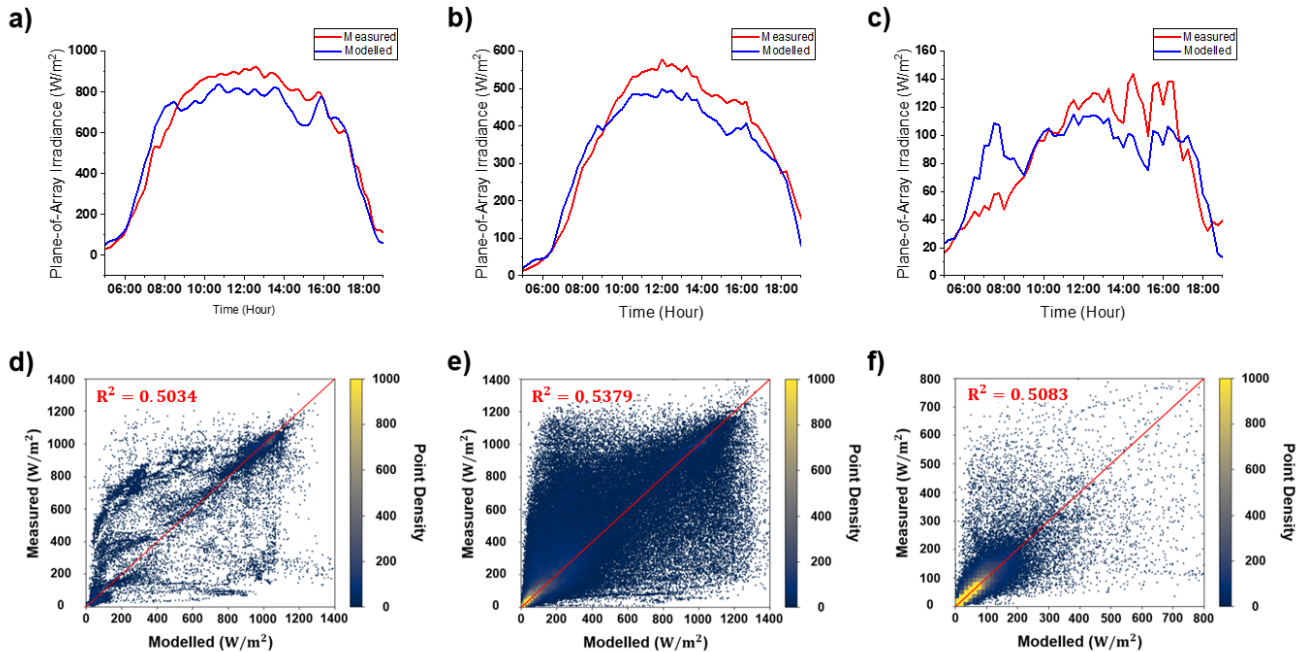 a)
Measured
Modelled
Plane-of-Array Irradiance (W/m²)
1000
800
600
400
200
0
06:00 08:00 10:00 12:00 14:00 16:00 18:00
Time (Hour)
b)
Measured
Modelled
Plane-of-Array Irradiance (W/m²)
600
500
400
300
200
100
0
06:00 08:00 10:00 12:00 14:00 16:00 18:00
Time (Hour)
c)
Measured
Modelled
Plane-of-Array Irradiance (W/m²)
160
140
120
100
80
60
40
20
0
06:00 08:00 10:00 12:00 14:00 16:00 18:00
Time (Hour)
d)
R² = 0.5034
Measured (W/m²)
1400
1200
1000
800
600
400
200
0
0 200 400 600 800 1000 1200 1400
Modelled (W/m²)
1000
800
600
400
200
0
Point Density
e)
R² = 0.5379
Measured (W/m²)
1400
1200
1000
800
600
400
200
0
0 200 400 600 800 1000 1200 1400
Modelled (W/m²)
1000
800
600
400
200
0
Point Density
f)
R² = 0.5083
Measured (W/m²)
800
700
600
500
400
300
200
100
0
0 100 200 300 400 500 600 700 800
Modelled (W/m²)
1000
800
600
400
200
0
Point Density